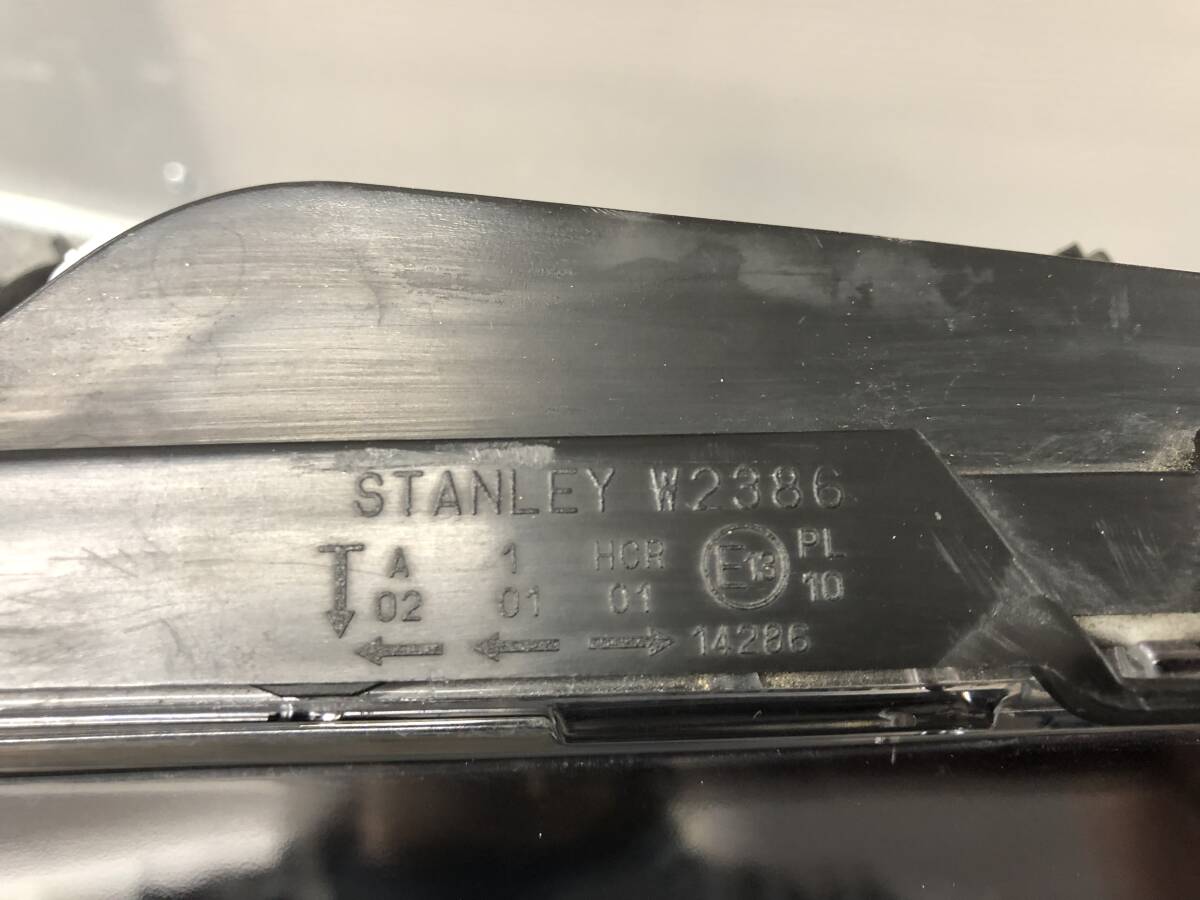 STANLEY W2386
A 1 HCR E13 PL
02 01 01 10
14286